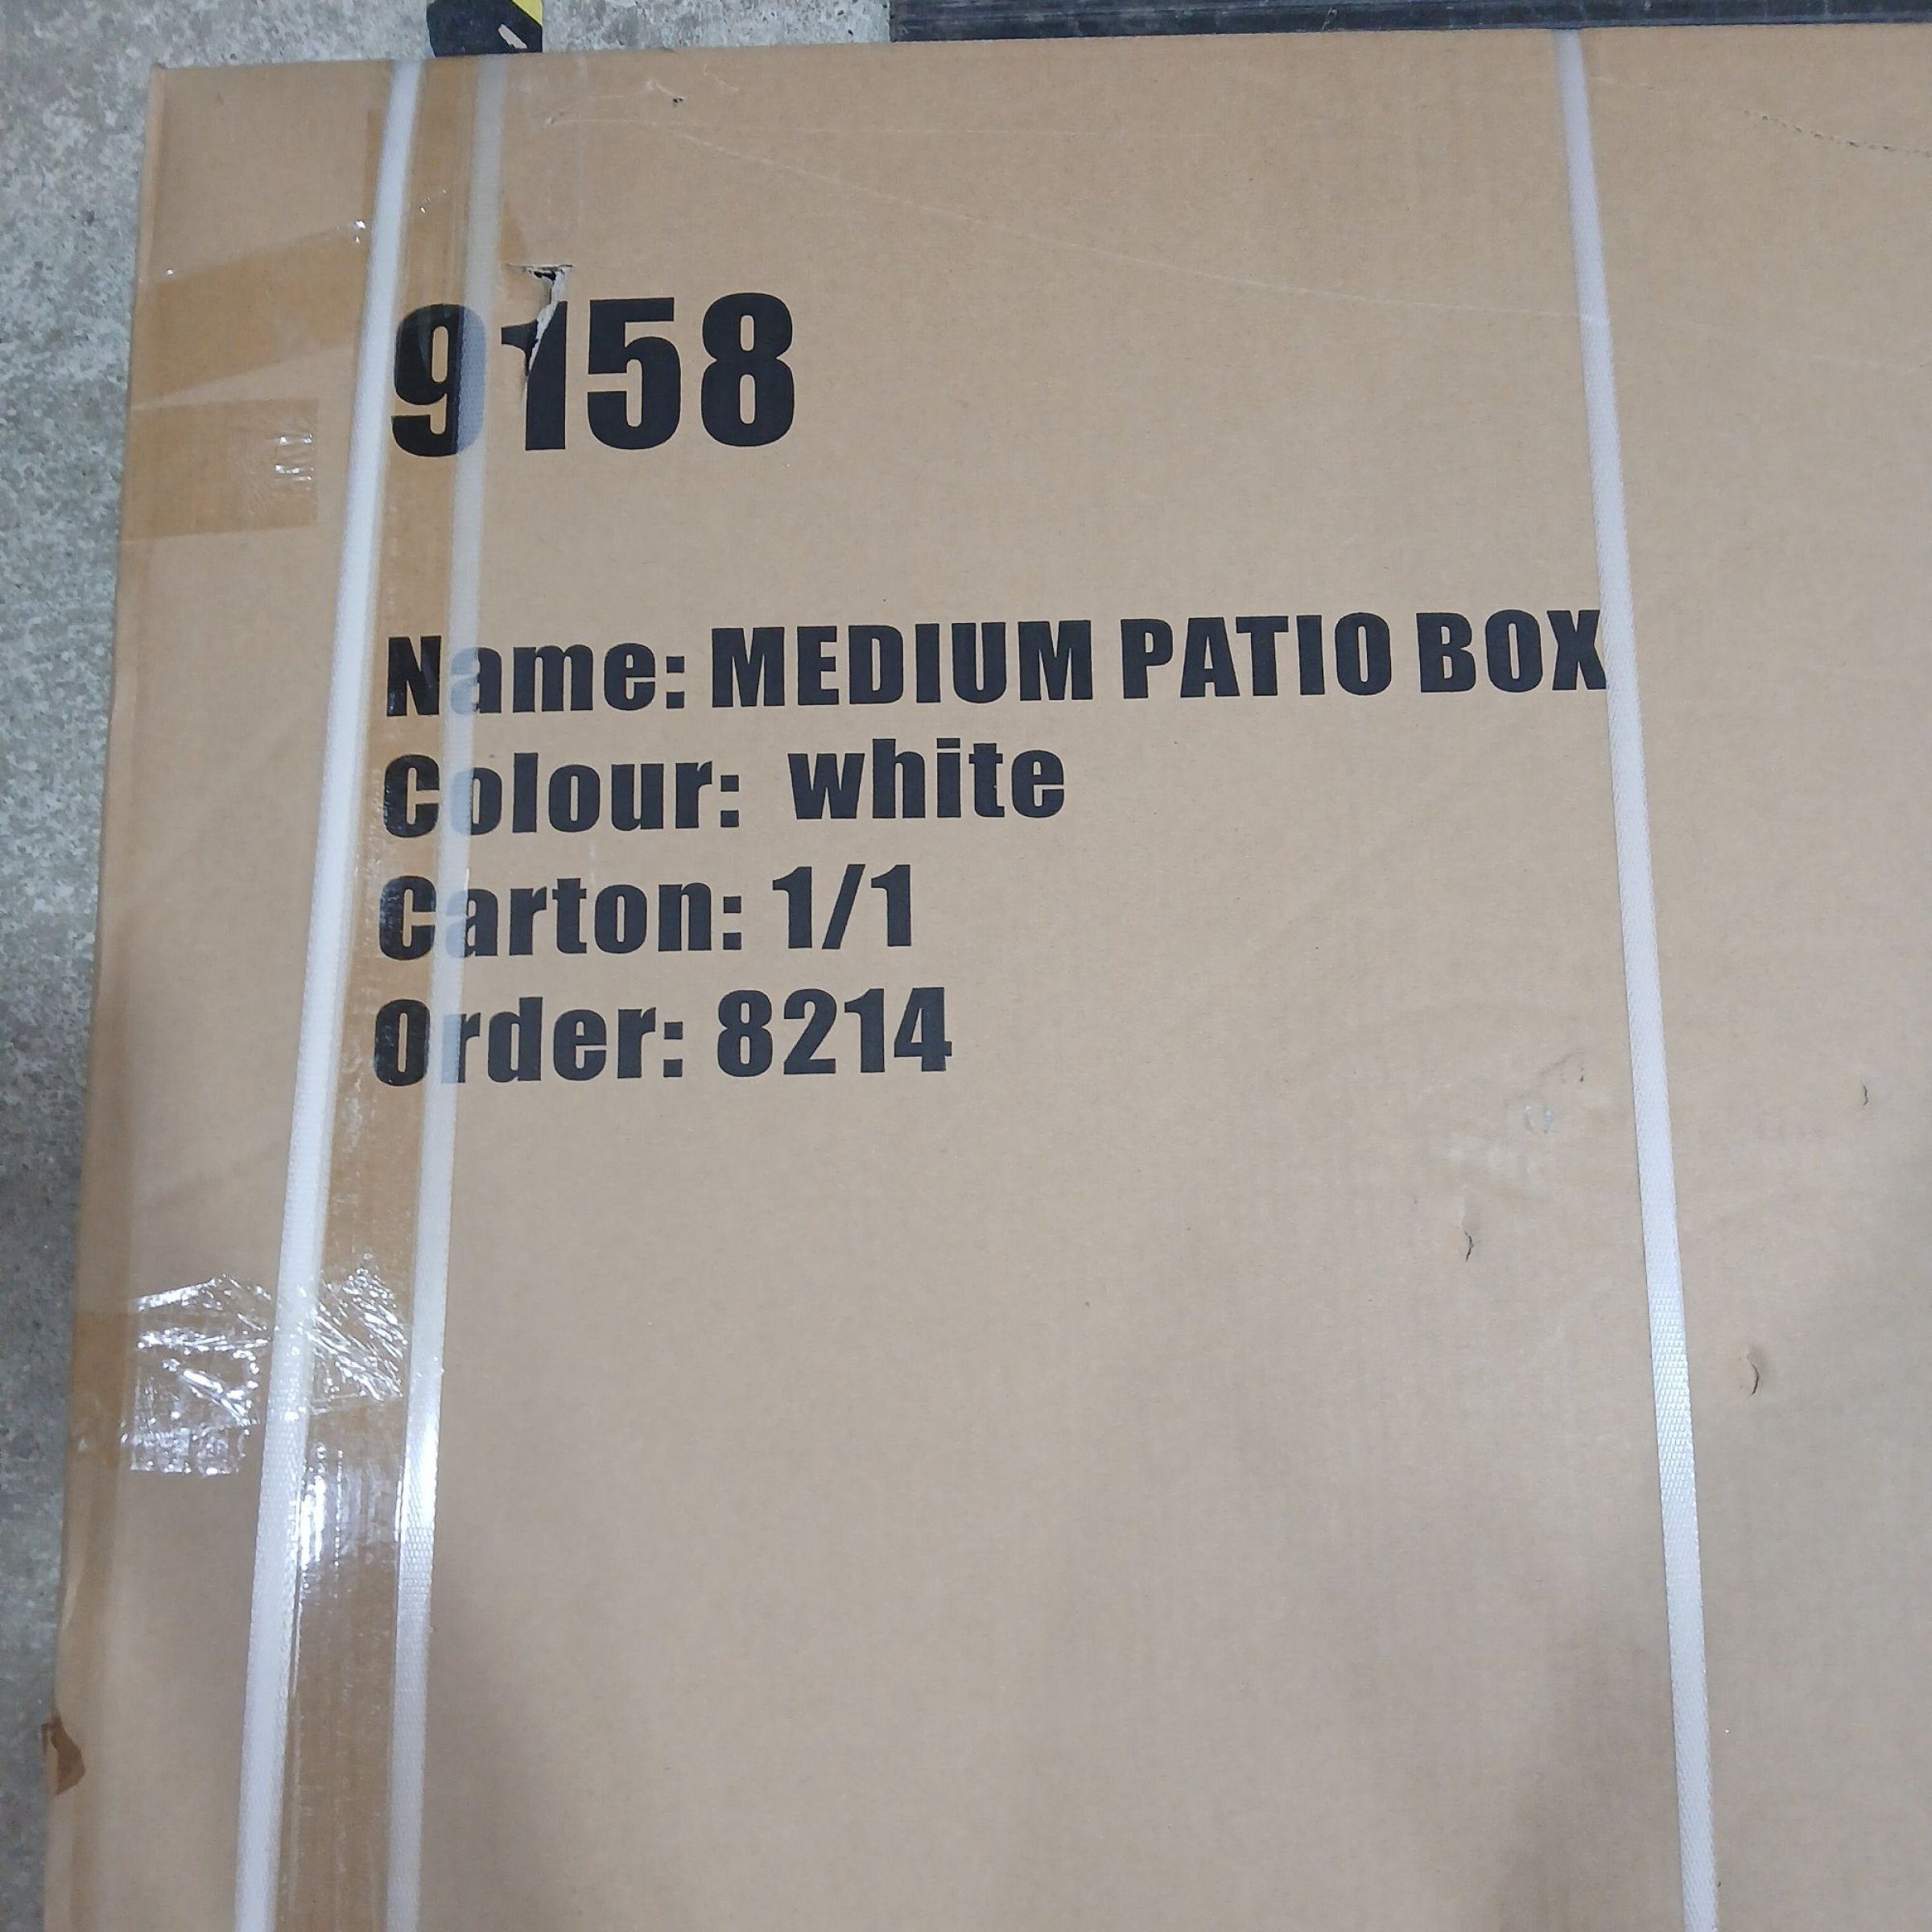 9158
Name: MEDIUM PATIO BOX
Colour: white
Carton: 1/1
Order: 8214